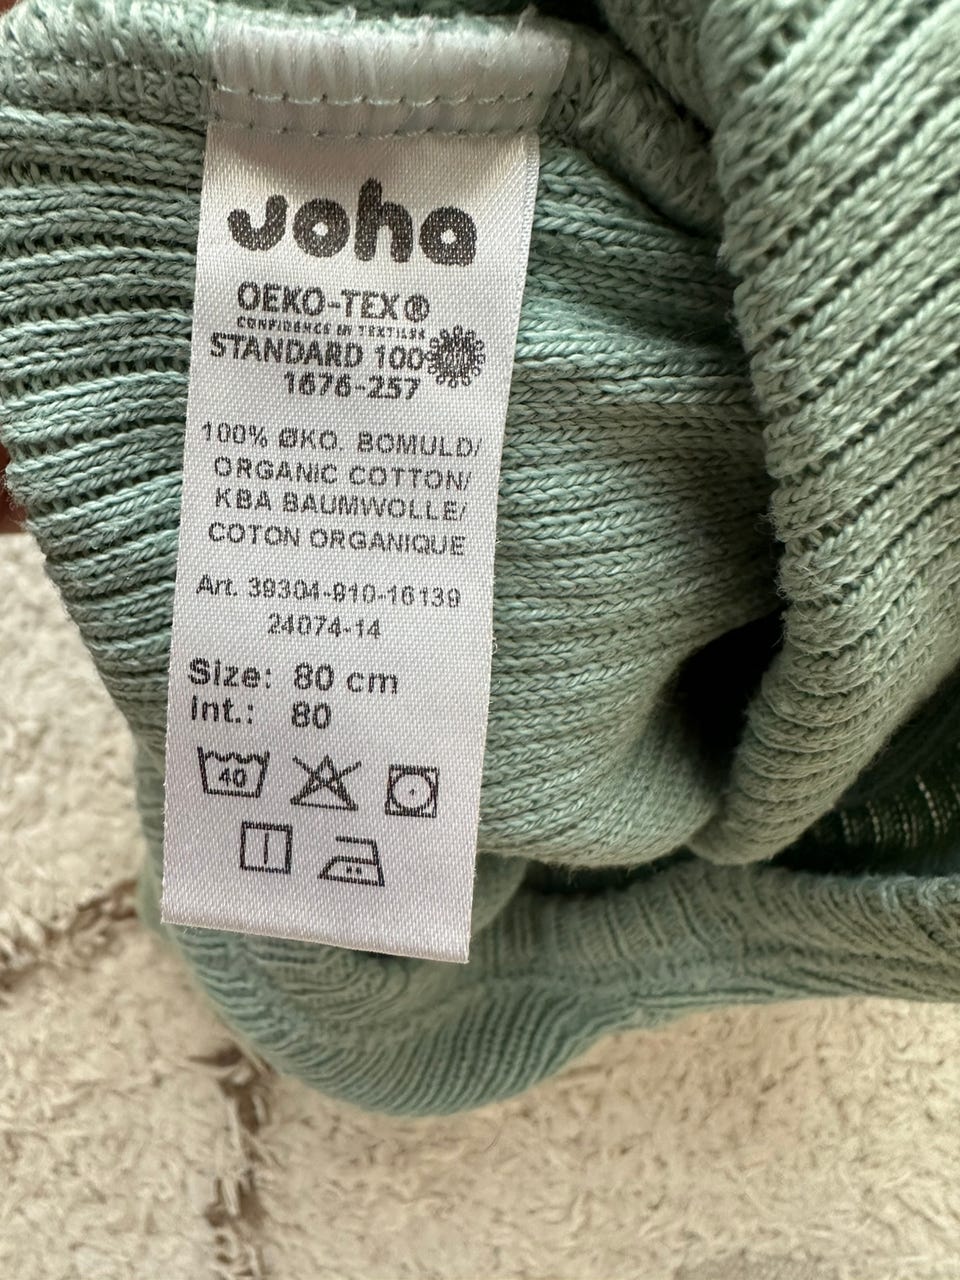 Joha
OEKO-TEX®
CONFIDENCE IN TEXTILES
STANDARD 100
1676-257
100% ØKO. BOMULD/
ORGANIC COTTON/
KBA BAUMWOLLE/
COTON ORGANIQUE
Art. 39304-910-16139
24074-14
Size: 80 cm
Int.: 80
40